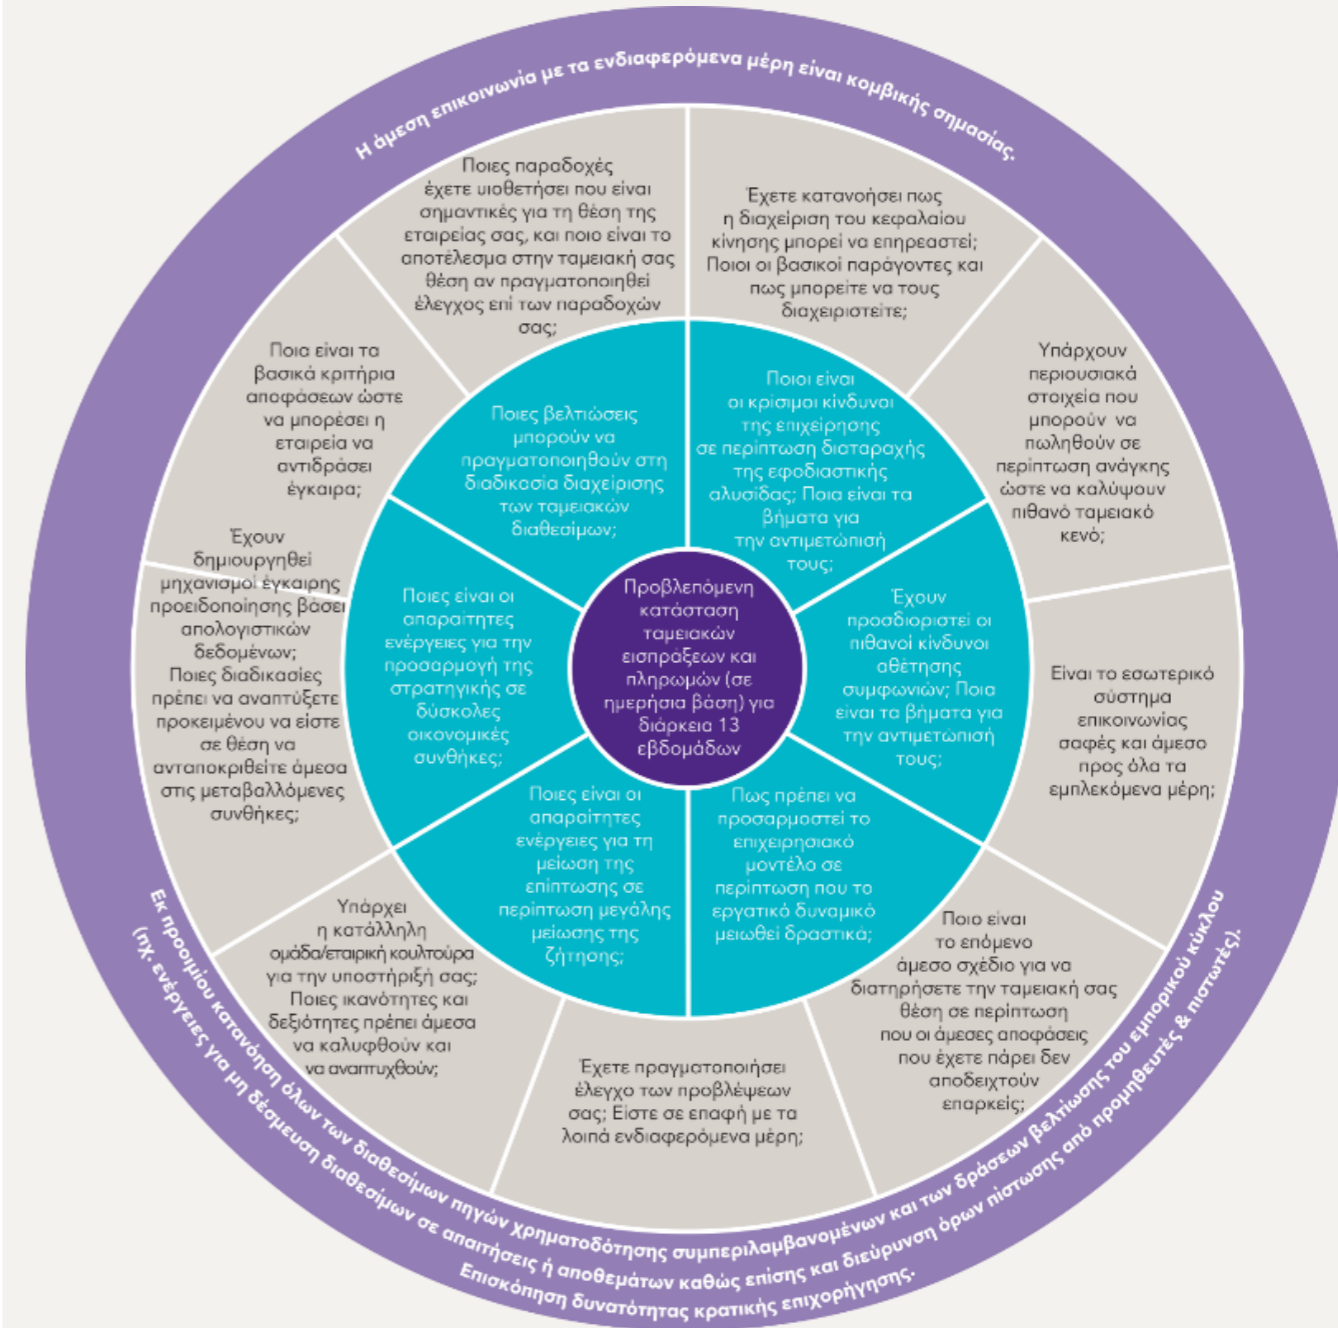 Η άμεση επικοινωνία με τα ενδιαφερόμενα μέρη είναι κομβικής σημασίας.
Ποιες παραδοχές
έχετε υιοθετήσει που είναι
σημαντικές για τη θέση της
εταιρείας σας, και ποιο είναι το
αποτέλεσμα στην ταμειακή σας
θέση αν πραγματοποιηθεί
έλεγχος επί των παραδοχών
σας;
Έχετε κατανοήσει πως
η διαχείριση του κεφαλαίου
κίνησης μπορεί να επηρεαστεί;
Ποιοι οι βασικοί παράγοντες και
πως μπορείτε να τους
διαχειριστείτε;
Υπάρχουν
περιουσιακά
στοιχεία που
μπορούν να
πωληθούν σε
περίπτωση ανάγκης
ώστε να καλύψουν
πιθανό ταμειακό
κενό;
Είναι το εσωτερικό
σύστημα
επικοινωνίας
σαφές και άμεσο
προς όλα τα
εμπλεκόμενα μέρη;
Ποιο είναι
το επόμενο
άμεσο σχέδιο για να
διατηρήσετε την ταμειακή σας
θέση σε περίπτωση
που οι άμεσες αποφάσεις
που έχετε πάρει δεν
αποδειχτούν
επαρκείς;
Έχετε πραγματοποιήσει
έλεγχο των προβλέψεων
σας; Είστε σε επαφή με τα
λοιπά ενδιαφερόμενα μέρη;
Υπάρχει
η κατάλληλη
ομάδα/εταιρική κουλτούρα
για την υποστήριξή σας;
Ποιες ικανότητες και
δεξιότητες πρέπει άμεσα
να καλυφθούν και
να αναπτυχθούν;
Έχουν
δημιουργηθεί
μηχανισμοί έγκαιρης
προειδοποίησης βάσει
απολογιστικών
δεδομένων;
Ποιες διαδικασίες
πρέπει να αναπτύξετε
προκειμένου να είστε
σε θέση να
ανταποκριθείτε άμεσα
στις μεταβαλλόμενες
συνθήκες;
Ποια είναι τα
βασικά κριτήρια
αποφάσεων ώστε
να μπορέσει η
εταιρεία να
αντιδράσει
έγκαιρα;
Ποιες βελτιώσεις
μπορούν να
πραγματοποιηθούν στη
διαδικασία διαχείρισης
των ταμειακών
διαθεσίμων;
Ποιοι είναι
οι κρίσιμοι κίνδυνοι
της επιχείρησης
σε περίπτωση διαταραχής
της εφοδιαστικής
αλυσίδας; Ποια είναι τα
βήματα για
την αντιμετώπισή
τους;
Έχουν
προσδιοριστεί οι
πιθανοί κίνδυνοι
αθέτησης
συμφωνιών; Ποια
είναι τα βήματα για
την αντιμετώπισή
τους;
Πως πρέπει να
προσαρμοστεί το
επιχειρησιακό
μοντέλο σε
περίπτωση που το
εργατικό δυναμικό
μειωθεί δραστικά;
Ποιες είναι οι
απαραίτητες
ενέργειες για τη
μείωση της
επίπτωσης σε
περίπτωση μεγάλης
μείωσης της
ζήτησης;
Ποιες είναι οι
απαραίτητες
ενέργειες για την
προσαρμογή της
στρατηγικής σε
δύσκολες
οικονομικές
συνθήκες;
Προβλεπόμενη
κατάσταση
ταμειακών
εισπράξεων και
πληρωμών (σε
ημερήσια βάση) για
διάρκεια 13
εβδομάδων
Εκ προοιμίου κατανόηση όλων των διαθεσίμων πηγών χρηματοδότησης συμπεριλαμβανομένων και των δράσεων βελτίωσης του εμπορικού κύκλου
(πχ. ενέργειες για μη δέσμευση διαθεσίμων σε απαιτήσεις ή αποθεμάτων καθώς επίσης και διεύρυνση όρων πίστωσης από προμηθευτές & πιστωτές).
Επισκόπηση δυνατότητας κρατικής επιχορήγησης.